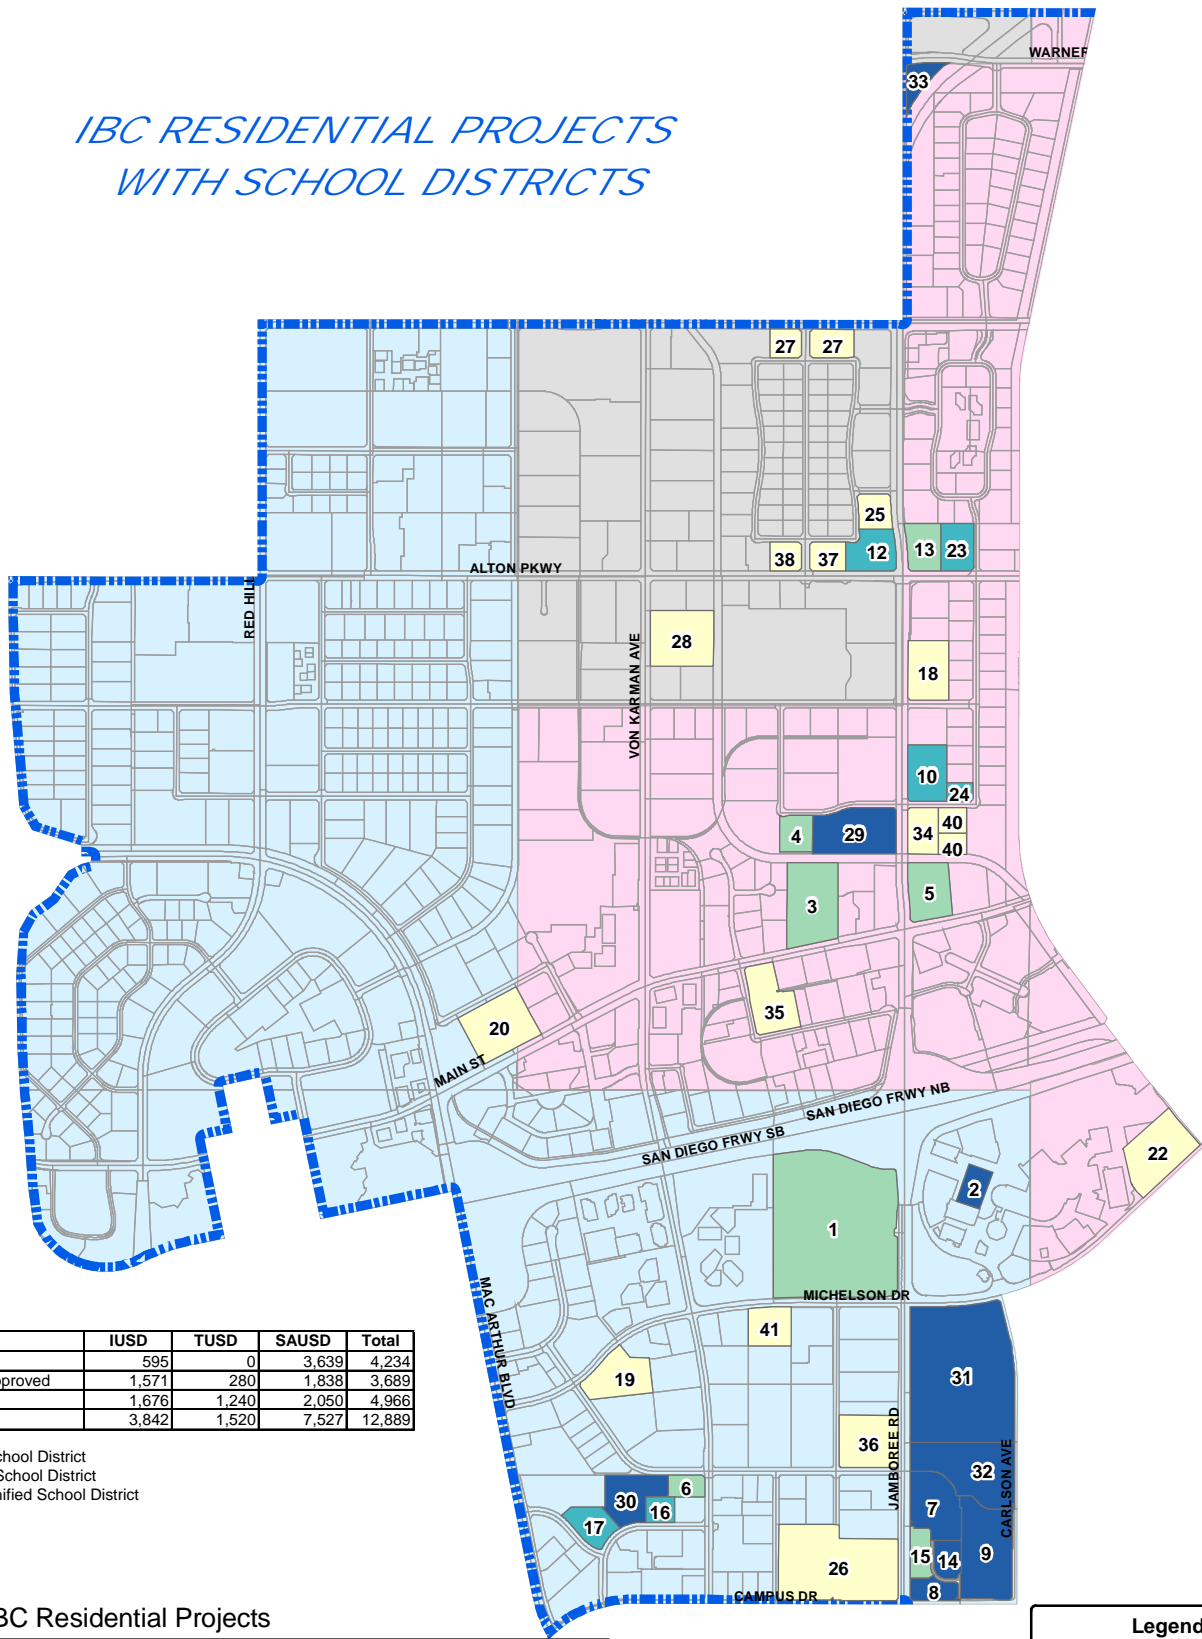 WARNER
33
IBC RESIDENTIAL PROJECTS
WITH SCHOOL DISTRICTS
27
27
25
38
37
12
13
23
ALTON PKWY
RED HILL
VON KARMAN AVE
28
18
10
24
4
29
34
40
40
3
5
35
20
MAIN ST
SAN DIEGO FRWY NB
SAN DIEGO FRWY SB
22
2
1
MICHELSON DR
MAC ARTHUR BLVD
41
31
19
36
JAMBOREE RD
CARLSON AVE
32
6
30
16
17
7
15
14
9
26
8
CAMPUS DR
IUSD TUSD SAUSD Total
595 0 3,639 4,234
proved 1,571 280 1,838 3,689
1,676 1,240 2,050 4,966
3,842 1,520 7,527 12,889
chool District
School District
nified School District
BC Residential Projects
Legend